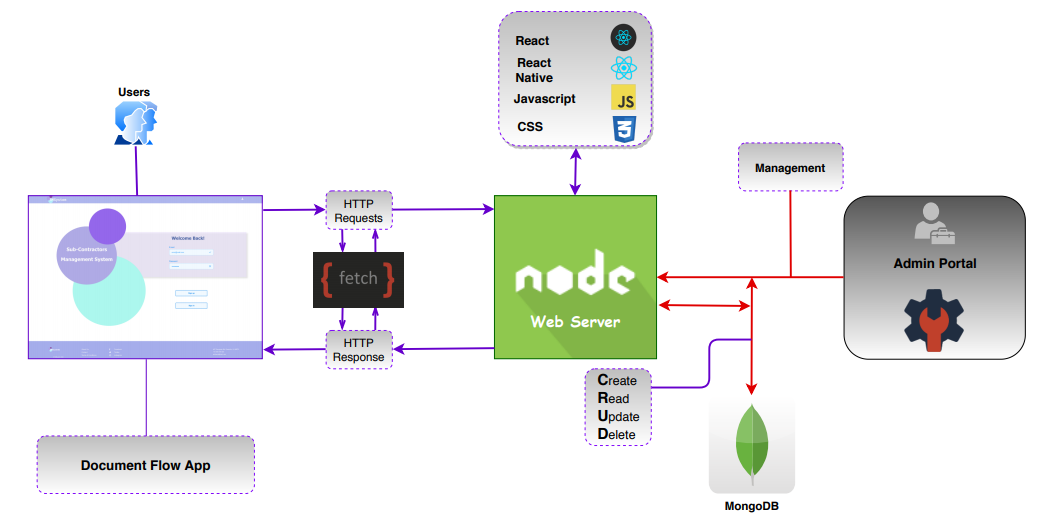 React
React
Native
Javascript
JS
CSS
3
Users
HTTP
Requests
Management
Sub-Contractors
Management System
Welcome Back!
{ fetch }
node
Web Server
Admin Portal
HTTP
Response
Create
Read
Update
Delete
Document Flow App
MongoDB